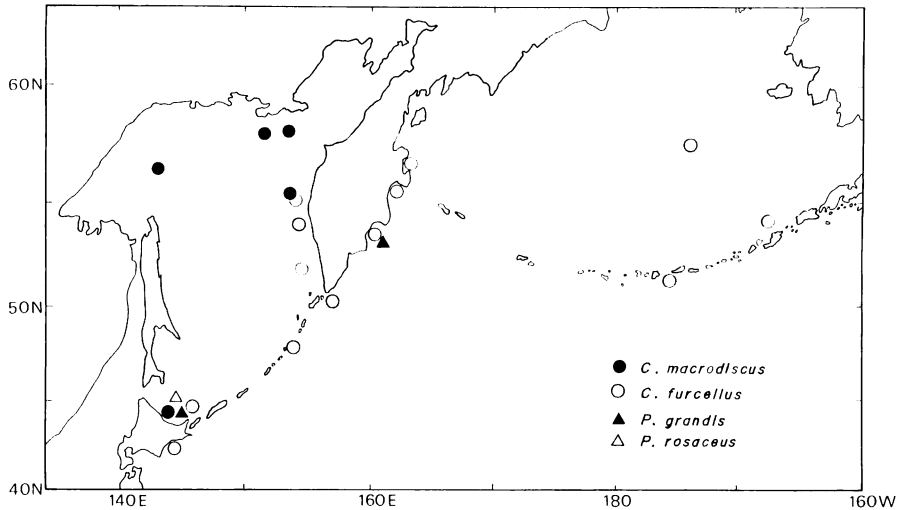 60N
50N
40N
140E
160E
180
160W
C. macrodiscus
C. furcellus
P. grandis
P. rosaceus